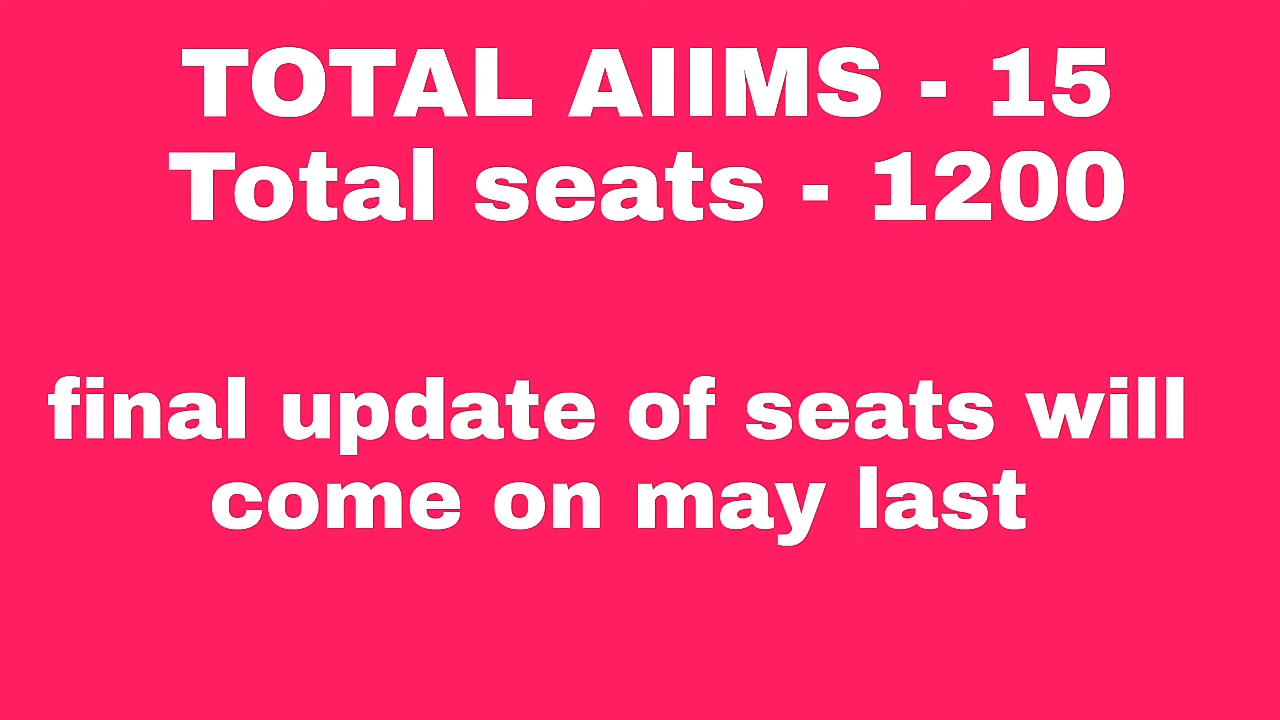 TOTAL AIIMS - 15
Total seats - 1200
final update of seats will
come on may last